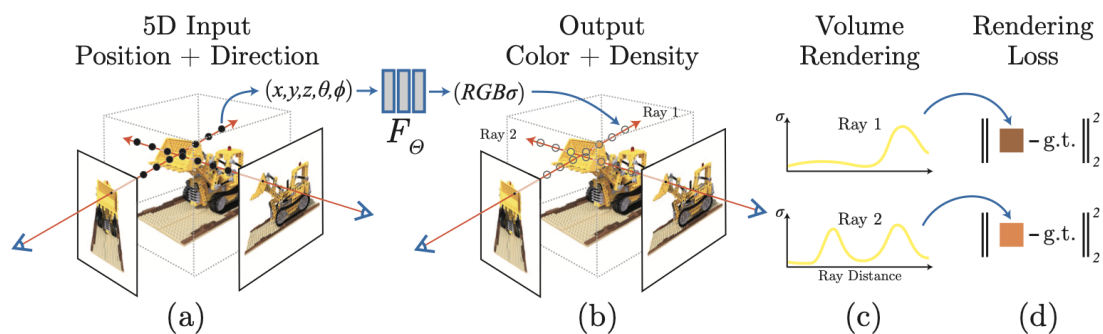 5D Input
Position + Direction
Output
Color + Density
Volume
Rendering
Rendering
Loss
(x,y,z,θ,ϕ)
F_Θ
(RGBσ)
Ray 1
Ray 2
σ
Ray 1
σ
Ray 2
Ray Distance
‖ – g.t. ‖²₂
‖ – g.t. ‖²₂
(a)
(b)
(c)
(d)